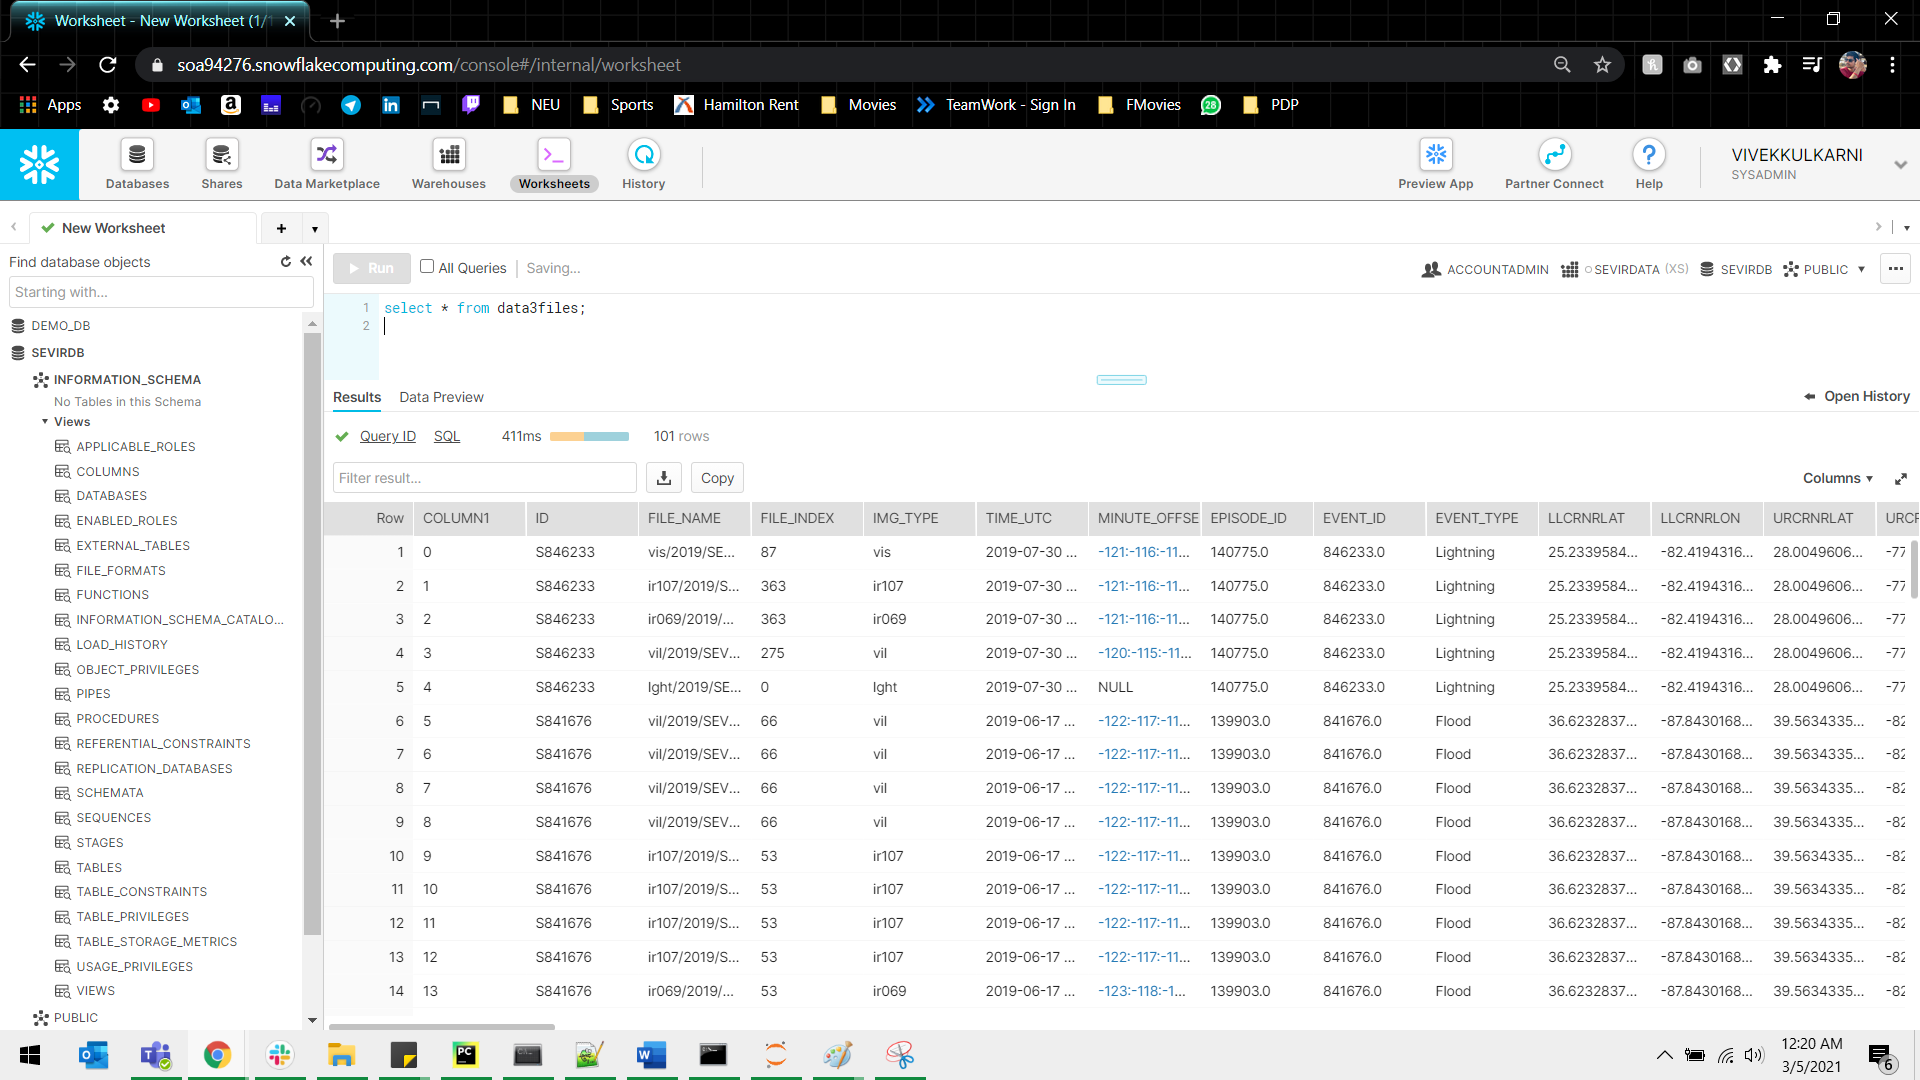 Worksheet - New Worksheet (1/1
soa94276.snowflakecomputing.com/console#/internal/worksheet
Apps NEU Sports Hamilton Rent Movies TeamWork - Sign In FMovies 28 PDP
Databases Shares Data Marketplace Warehouses Worksheets History Preview App Partner Connect Help
VIVEKKULKARNI
SYSADMIN
New Worksheet
Find database objects
Starting with...
DEMO_DB
SEVIRDB
INFORMATION_SCHEMA
No Tables in this Schema
Views
APPLICABLE_ROLES
COLUMNS
DATABASES
ENABLED_ROLES
EXTERNAL_TABLES
FILE_FORMATS
FUNCTIONS
INFORMATION_SCHEMA_CATALO...
LOAD_HISTORY
OBJECT_PRIVILEGES
PIPES
PROCEDURES
REFERENTIAL_CONSTRAINTS
REPLICATION_DATABASES
SCHEMATA
SEQUENCES
STAGES
TABLES
TABLE_CONSTRAINTS
TABLE_PRIVILEGES
TABLE_STORAGE_METRICS
USAGE_PRIVILEGES
VIEWS
PUBLIC
Run All Queries Saving...
ACCOUNTADMIN SEVIRDATA (XS) SEVIRDB PUBLIC
1 select * from data3files;
2
Results Data Preview Open History
Query ID SQL 411ms 101 rows
Filter result... Copy Columns
Row COLUMN1 ID FILE_NAME FILE_INDEX IMG_TYPE TIME_UTC MINUTE_OFFSE EPISODE_ID EVENT_ID EVENT_TYPE LLCRNRLAT LLCRNRLON URCRNRLAT URCR
1 0 S846233 vis/2019/SE... 87 vis 2019-07-30 ... -121:-116:-11... 140775.0 846233.0 Lightning 25.2339584... -82.4194316... 28.0049606... -77
2 1 S846233 ir107/2019/S... 363 ir107 2019-07-30 ... -121:-116:-11... 140775.0 846233.0 Lightning 25.2339584... -82.4194316... 28.0049606... -77
3 2 S846233 ir069/2019/... 363 ir069 2019-07-30 ... -121:-116:-11... 140775.0 846233.0 Lightning 25.2339584... -82.4194316... 28.0049606... -77
4 3 S846233 vil/2019/SEV... 275 vil 2019-07-30 ... -120:-115:-11... 140775.0 846233.0 Lightning 25.2339584... -82.4194316... 28.0049606... -77
5 4 S846233 lght/2019/SE... 0 lght 2019-07-30 ... NULL 140775.0 846233.0 Lightning 25.2339584... -82.4194316... 28.0049606... -77
6 5 S841676 vil/2019/SEV... 66 vil 2019-06-17 ... -122:-117:-11... 139903.0 841676.0 Flood 36.6232837... -87.8430168... 39.5634335... -82
7 6 S841676 vil/2019/SEV... 66 vil 2019-06-17 ... -122:-117:-11... 139903.0 841676.0 Flood 36.6232837... -87.8430168... 39.5634335... -82
8 7 S841676 vil/2019/SEV... 66 vil 2019-06-17 ... -122:-117:-11... 139903.0 841676.0 Flood 36.6232837... -87.8430168... 39.5634335... -82
9 8 S841676 vil/2019/SEV... 66 vil 2019-06-17 ... -122:-117:-11... 139903.0 841676.0 Flood 36.6232837... -87.8430168... 39.5634335... -82
10 9 S841676 ir107/2019/S... 53 ir107 2019-06-17 ... -122:-117:-11... 139903.0 841676.0 Flood 36.6232837... -87.8430168... 39.5634335... -82
11 10 S841676 ir107/2019/S... 53 ir107 2019-06-17 ... -122:-117:-11... 139903.0 841676.0 Flood 36.6232837... -87.8430168... 39.5634335... -82
12 11 S841676 ir107/2019/S... 53 ir107 2019-06-17 ... -122:-117:-11... 139903.0 841676.0 Flood 36.6232837... -87.8430168... 39.5634335... -82
13 12 S841676 ir107/2019/S... 53 ir107 2019-06-17 ... -122:-117:-11... 139903.0 841676.0 Flood 36.6232837... -87.8430168... 39.5634335... -82
14 13 S841676 ir069/2019/... 53 ir069 2019-06-17 ... -123:-118:-1... 139903.0 841676.0 Flood 36.6232837... -87.8430168... 39.5634335... -82
12:20 AM
3/5/2021
6